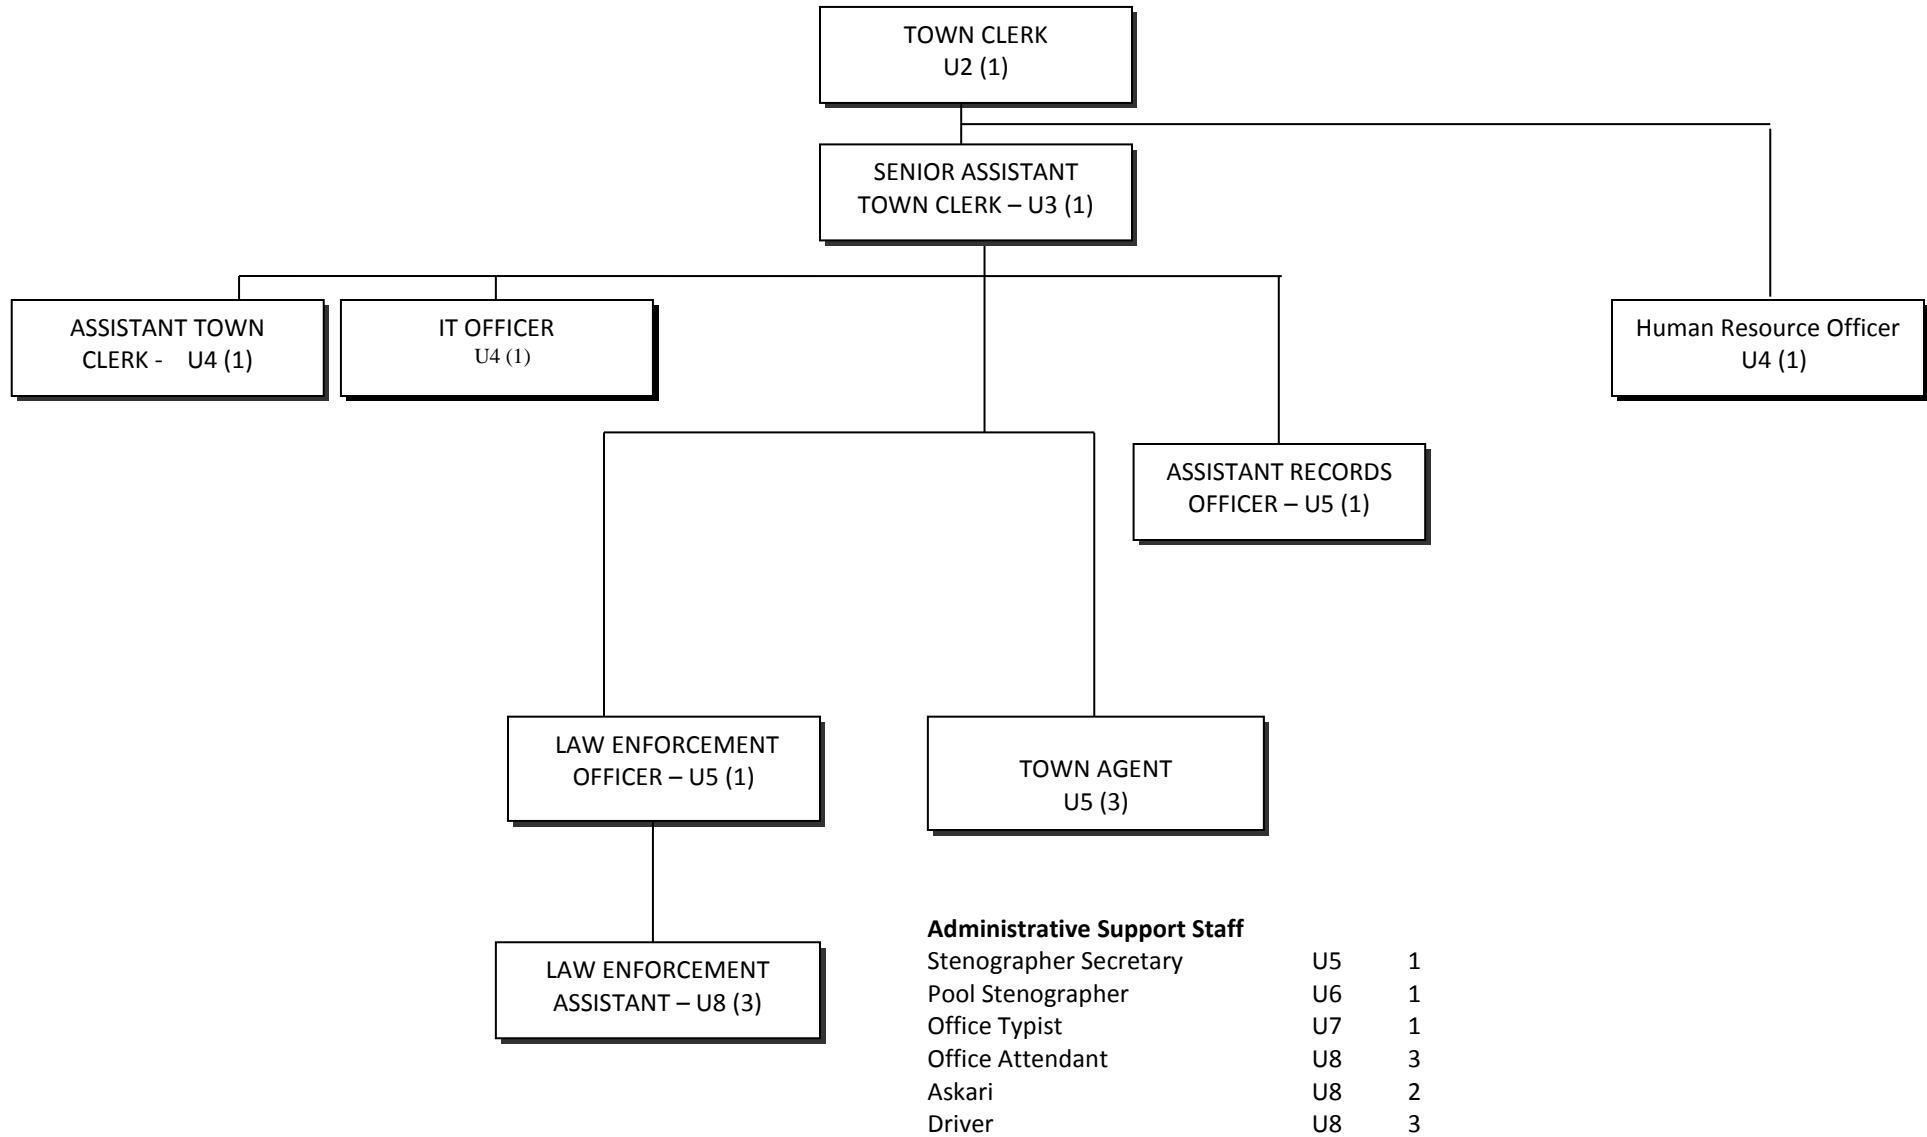 TOWN CLERK
U2 (1)
SENIOR ASSISTANT
TOWN CLERK – U3 (1)
ASSISTANT TOWN
CLERK - U4 (1)
IT OFFICER
U4 (1)
Human Resource Officer
U4 (1)
ASSISTANT RECORDS
OFFICER – U5 (1)
LAW ENFORCEMENT
OFFICER – U5 (1)
TOWN AGENT
U5 (3)
LAW ENFORCEMENT
ASSISTANT – U8 (3)
Administrative Support Staff
Stenographer Secretary U5 1
Pool Stenographer U6 1
Office Typist U7 1
Office Attendant U8 3
Askari U8 2
Driver U8 3